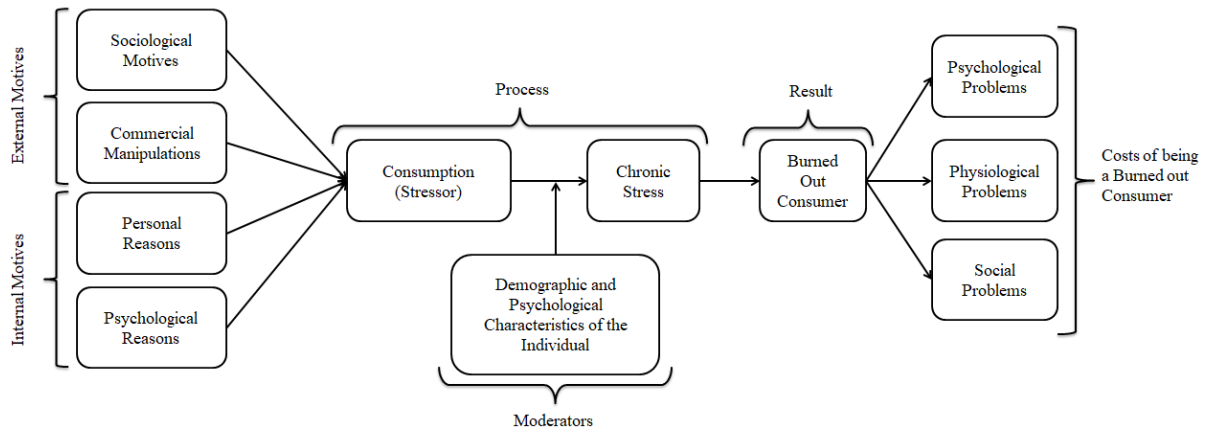 External Motives
Sociological
Motives
Commercial
Manipulations
Internal Motives
Personal
Reasons
Psychological
Reasons
Process
Consumption
(Stressor)
Chronic
Stress
Demographic and
Psychological
Characteristics of the
Individual
Moderators
Result
Burned
Out
Consumer
Psychological
Problems
Physiological
Problems
Social
Problems
Costs of being
a Burned out
Consumer